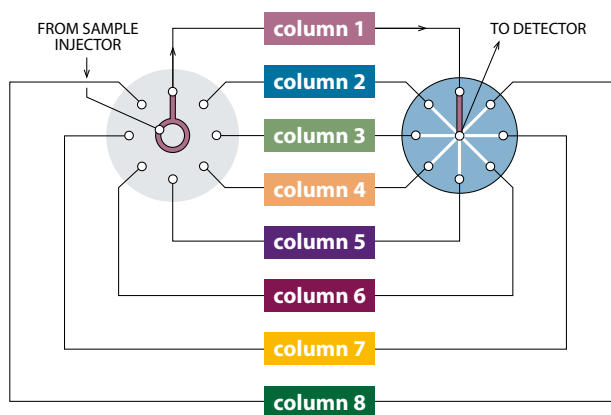 FROM SAMPLE
INJECTOR
column 1
TO DETECTOR
column 2
column 3
column 4
column 5
column 6
column 7
column 8